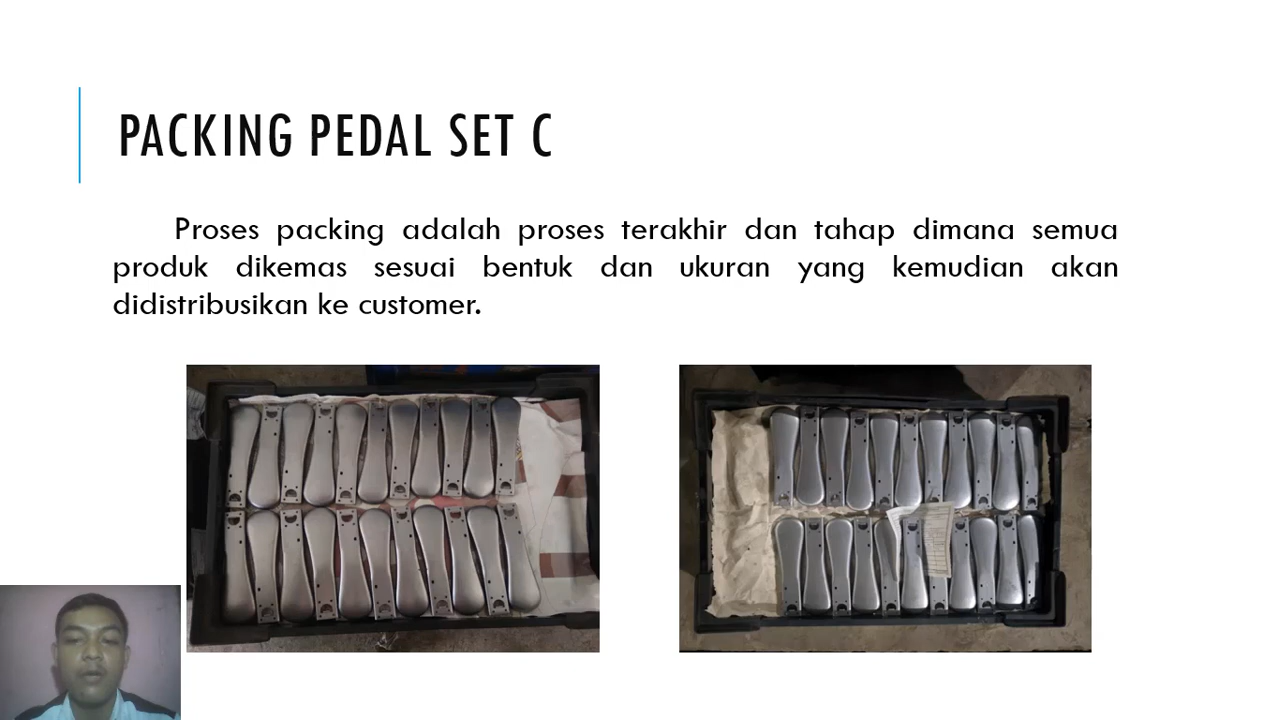 PACKING PEDAL SET C
Proses packing adalah proses terakhir dan tahap dimana semua
produk dikemas sesuai bentuk dan ukuran yang kemudian akan
didistribusikan ke customer.